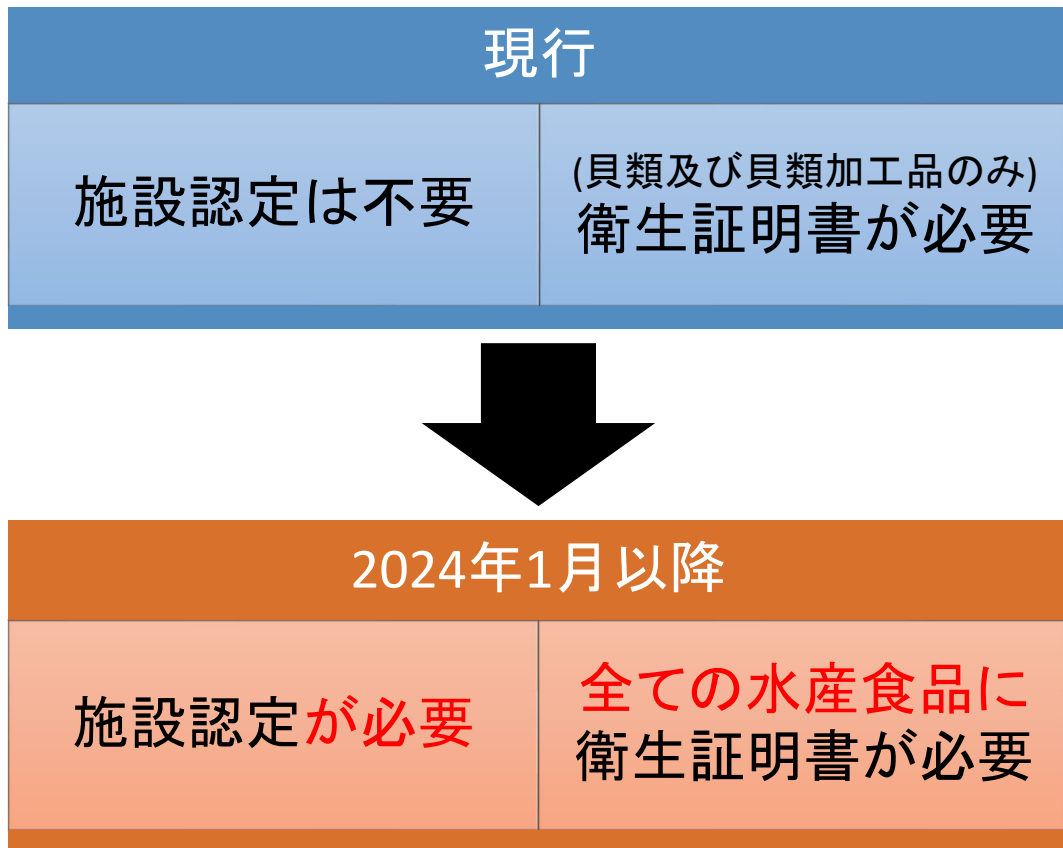 現行
施設認定は不要
(貝類及び貝類加工品のみ)
衛生証明書が必要
2024年1月以降
施設認定が必要
全ての水産食品に
衛生証明書が必要